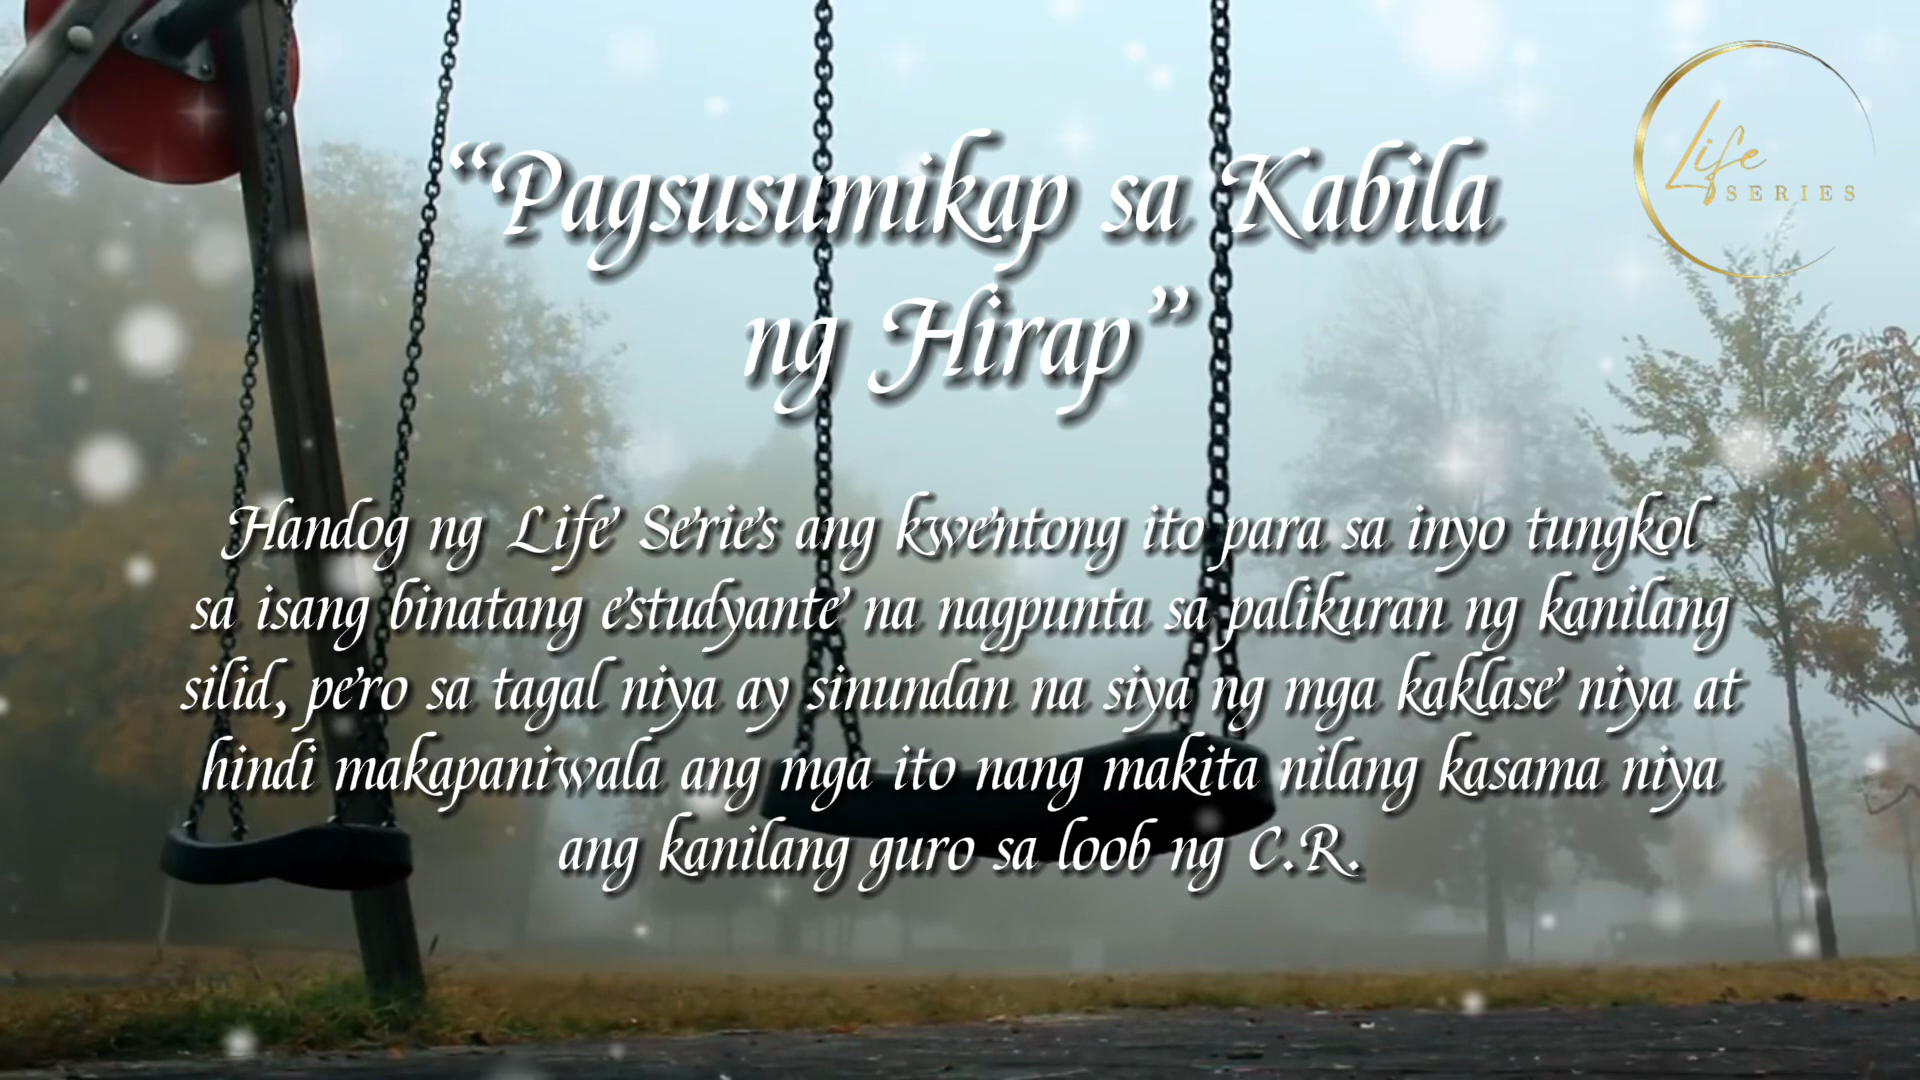 “Pagsusumikap sa Kabila
ng Hirap”
Life
SERIES
Handog ng Life Series ang kwentong ito para sa inyo tungkol
sa isang binatang estudyante na nagpunta sa palikuran ng kanilang
silid, pero sa tagal niya ay sinundan na siya ng mga kaklase niya at
hindi makapaniwala ang mga ito nang makita nilang kasama niya
ang kanilang guro sa loob ng C.R.